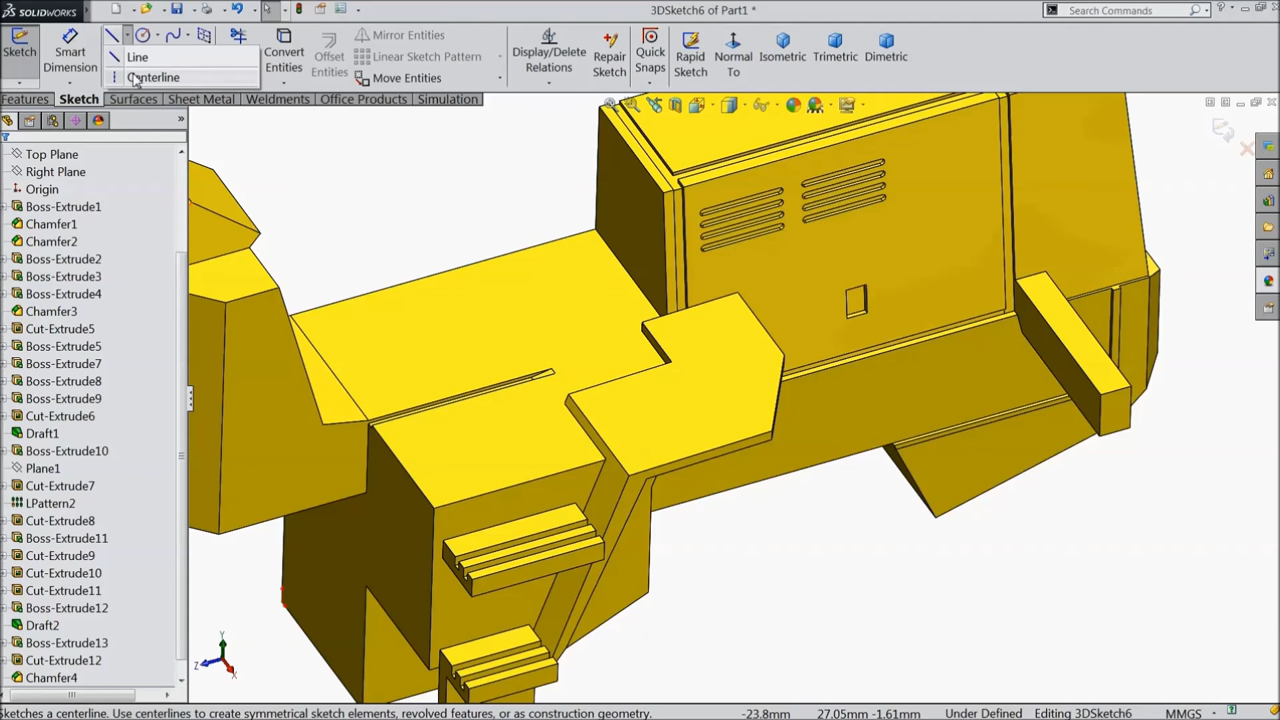 SOLIDWORKS
3DSketch6 of Part1 *
Search Commands
Sketch
Smart Dimension
Line
Centerline
Convert Entities
Offset Entities
Mirror Entities
Linear Sketch Pattern
Move Entities
Display/Delete Relations
Repair Sketch
Quick Snaps
Rapid Sketch
Normal To
Isometric
Trimetric
Dimetric
Features
Sketch
Surfaces
Sheet Metal
Weldments
Office Products
Simulation
Top Plane
Right Plane
Origin
Boss-Extrude1
Chamfer1
Chamfer2
Boss-Extrude2
Boss-Extrude3
Boss-Extrude4
Chamfer3
Cut-Extrude5
Boss-Extrude5
Boss-Extrude7
Boss-Extrude8
Boss-Extrude9
Cut-Extrude6
Draft1
Boss-Extrude10
Plane1
Cut-Extrude7
LPattern2
Cut-Extrude8
Boss-Extrude11
Cut-Extrude9
Cut-Extrude10
Cut-Extrude11
Boss-Extrude12
Draft2
Boss-Extrude13
Cut-Extrude12
Chamfer4
Y
Z
X
Sketches a centerline. Use centerlines to create symmetrical sketch elements, revolved features, or as construction geometry.
-23.8mm
27.05mm -1.61mm
Under Defined
Editing 3DSketch6
MMGS